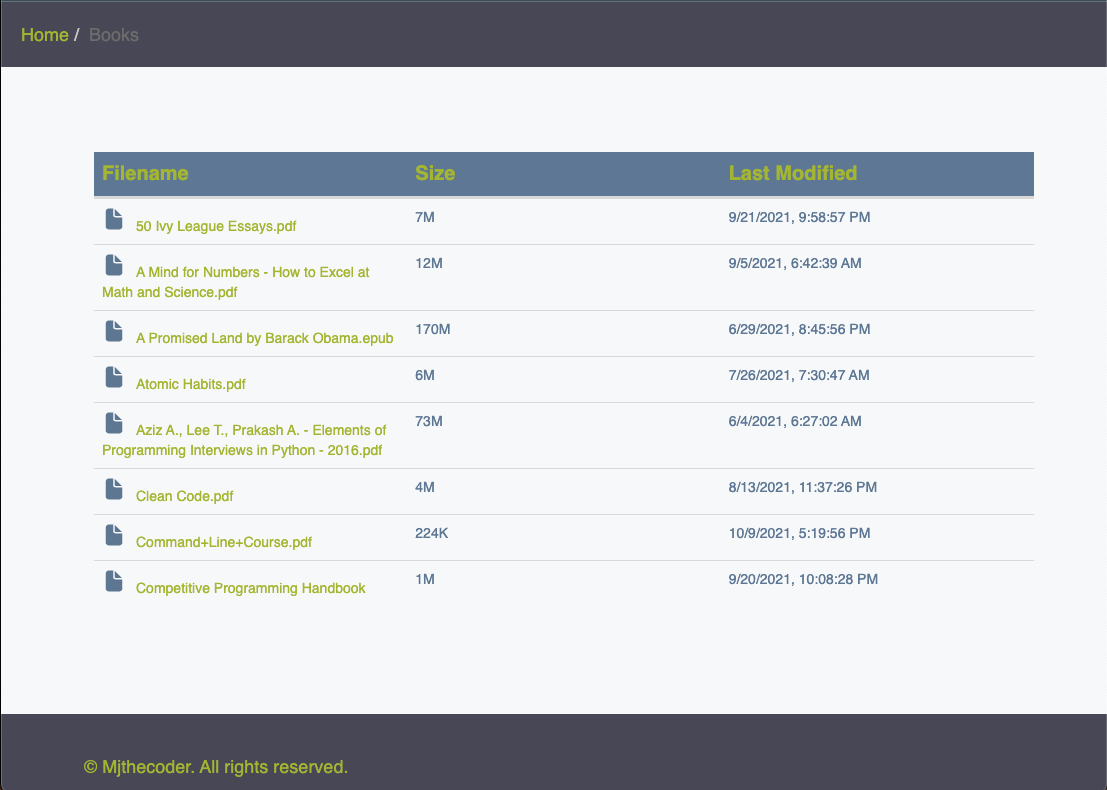 Home / Books
Filename Size Last Modified
50 Ivy League Essays.pdf 7M 9/21/2021, 9:58:57 PM
A Mind for Numbers - How to Excel at 12M 9/5/2021, 6:42:39 AM
Math and Science.pdf
A Promised Land by Barack Obama.epub 170M 6/29/2021, 8:45:56 PM
Atomic Habits.pdf 6M 7/26/2021, 7:30:47 AM
Aziz A., Lee T., Prakash A. - Elements of 73M 6/4/2021, 6:27:02 AM
Programming Interviews in Python - 2016.pdf
Clean Code.pdf 4M 8/13/2021, 11:37:26 PM
Command+Line+Course.pdf 224K 10/9/2021, 5:19:56 PM
Competitive Programming Handbook 1M 9/20/2021, 10:08:28 PM
© Mjthecoder. All rights reserved.